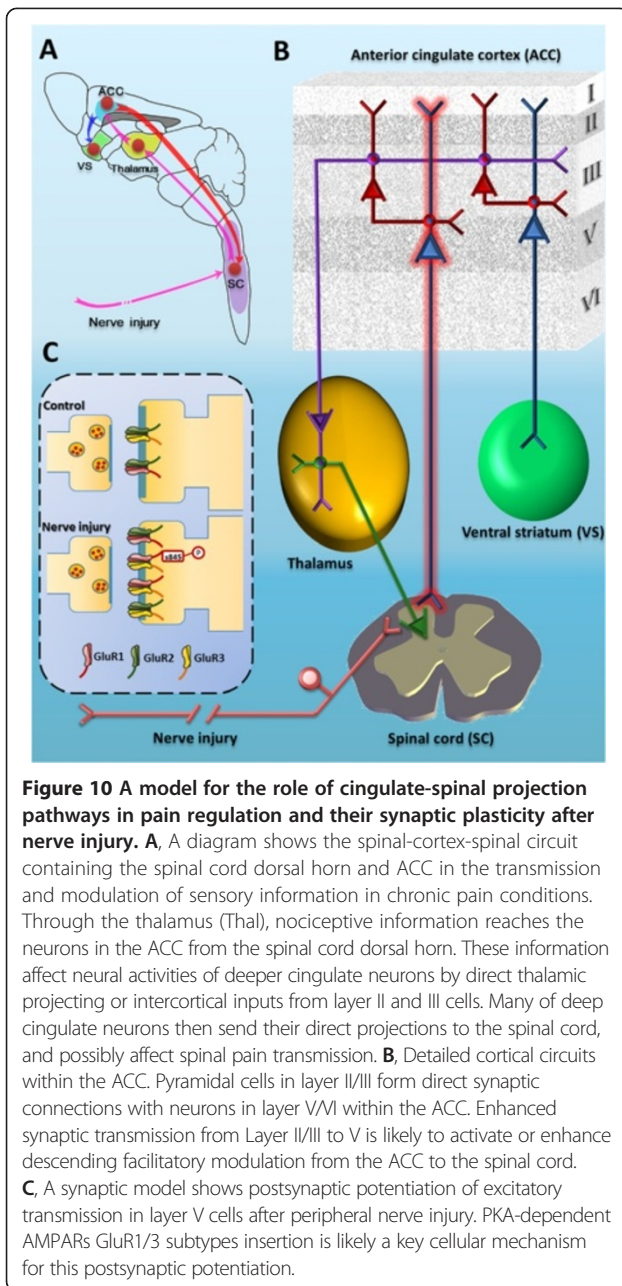 A
ACC
VS
Thalamus
SC
Nerve injury
B
Anterior cingulate cortex (ACC)
I
II
III
V
VI
Thalamus
Ventral striatum (VS)
Nerve injury
Spinal cord (SC)
C
Control
Nerve injury
s845
P
GluR1
GluR2
GluR3
Figure 10 A model for the role of cingulate-spinal projection
pathways in pain regulation and their synaptic plasticity after
nerve injury. A, A diagram shows the spinal-cortex-spinal circuit
containing the spinal cord dorsal horn and ACC in the transmission
and modulation of sensory information in chronic pain conditions.
Through the thalamus (Thal), nociceptive information reaches the
neurons in the ACC from the spinal cord dorsal horn. These information
affect neural activities of deeper cingulate neurons by direct thalamic
projecting or intercortical inputs from layer II and III cells. Many of deep
cingulate neurons then send their direct projections to the spinal cord,
and possibly affect spinal pain transmission. B, Detailed cortical circuits
within the ACC. Pyramidal cells in layer II/III form direct synaptic
connections with neurons in layer V/VI within the ACC. Enhanced
synaptic transmission from Layer II/III to V is likely to activate or enhance
descending facilitatory modulation from the ACC to the spinal cord.
C, A synaptic model shows postsynaptic potentiation of excitatory
transmission in layer V cells after peripheral nerve injury. PKA-dependent
AMPARs GluR1/3 subtypes insertion is likely a key cellular mechanism
for this postsynaptic potentiation.